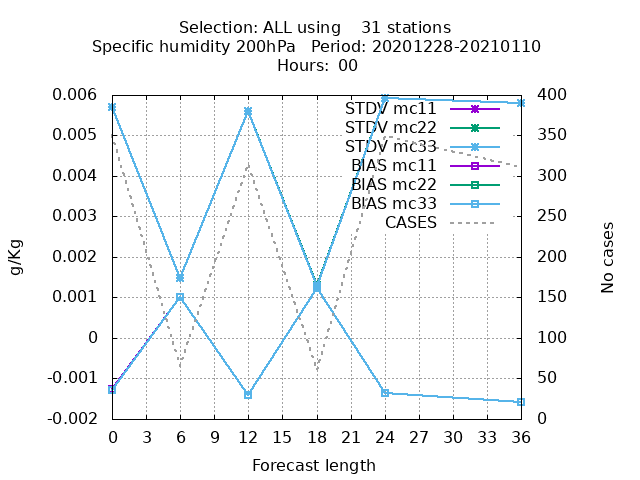 Selection: ALL using    31 stations
Specific humidity 200hPa   Period: 20201228-20210110
Hours:  00
0.006
0.005
0.004
0.003
0.002
0.001
0
-0.001
-0.002
g/Kg
STDV mc11
STDV mc22
STDV mc33
BIAS mc11
BIAS mc22
BIAS mc33
CASES
400
350
300
250
200
150
100
50
0
No cases
0 3 6 9 12 15 18 21 24 27 30 33 36
Forecast length